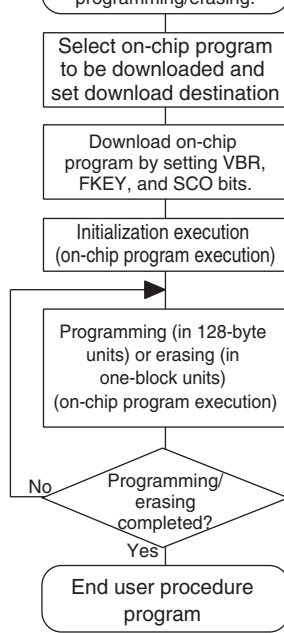 programming/erasing.
Select on-chip program
to be downloaded and
set download destination
Download on-chip
program by setting VBR,
FKEY, and SCO bits.
Initialization execution
(on-chip program execution)
Programming (in 128-byte
units) or erasing (in
one-block units)
(on-chip program execution)
No
Programming/
erasing
completed?
Yes
End user procedure
program